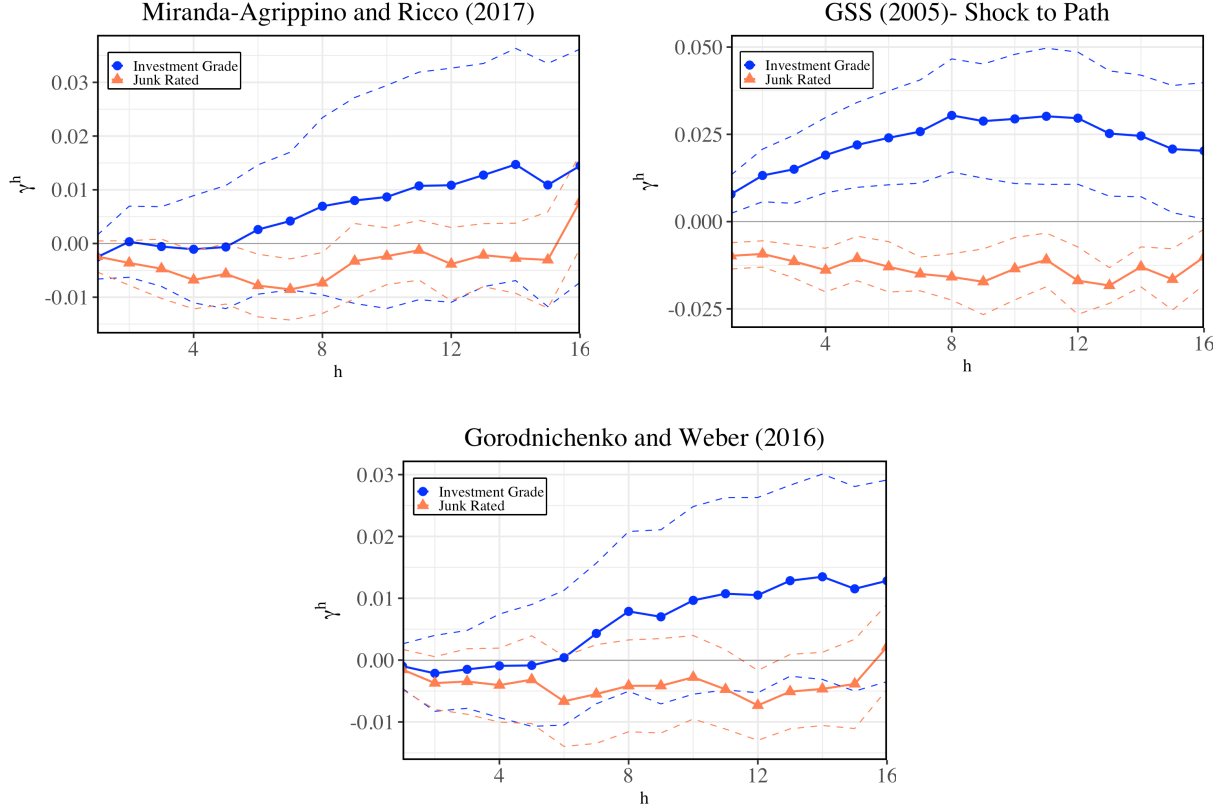 Miranda-Agrippino and Ricco (2017)
Investment Grade
Junk Rated
0.03
0.02
0.01
0.00
-0.01
γh
4
8
12
16
h
GSS (2005)- Shock to Path
Investment Grade
Junk Rated
0.050
0.025
0.000
-0.025
γh
4
8
12
16
h
Gorodnichenko and Weber (2016)
Investment Grade
Junk Rated
0.03
0.02
0.01
0.00
-0.01
γh
4
8
12
16
h